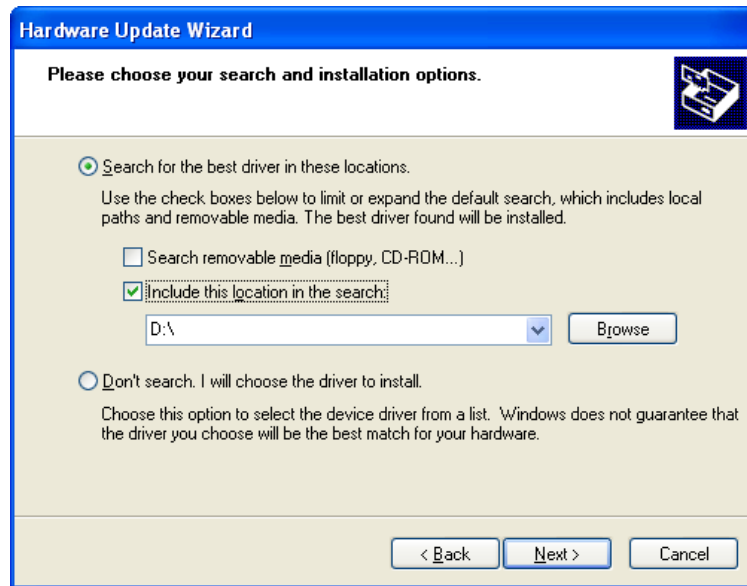 Hardware Update Wizard
Please choose your search and installation options.
Search for the best driver in these locations.
Use the check boxes below to limit or expand the default search, which includes local
paths and removable media. The best driver found will be installed.
Search removable media (floppy, CD-ROM...)
Include this location in the search:
D:\
Browse
Don't search. I will choose the driver to install.
Choose this option to select the device driver from a list. Windows does not guarantee that
the driver you choose will be the best match for your hardware.
< Back Next > Cancel